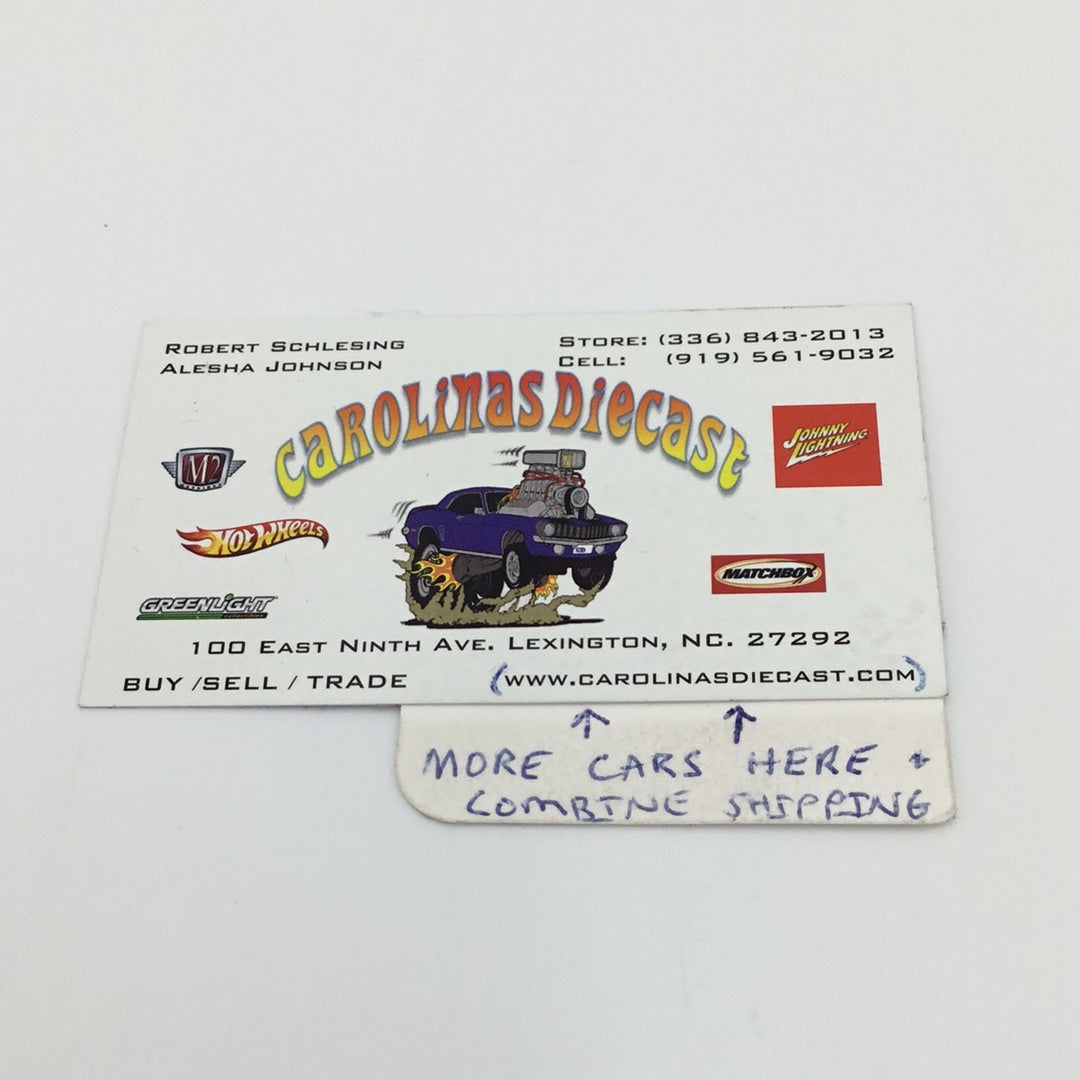 ROBERT SCHLESING
ALESHA JOHNSON
STORE: (336) 843-2013
CELL: (919) 561-9032
CAROLINAS DIECAST
M2
JOHNNY LIGHTNING
HOT WHEELS
CD
MATCHBOX
GREENLIGHT
100 EAST NINTH AVE. LEXINGTON, NC. 27292
BUY /SELL / TRADE
(WWW.CAROLINASDIECAST.COM)
MORE CARS HERE +
COMBINE SHIPPING